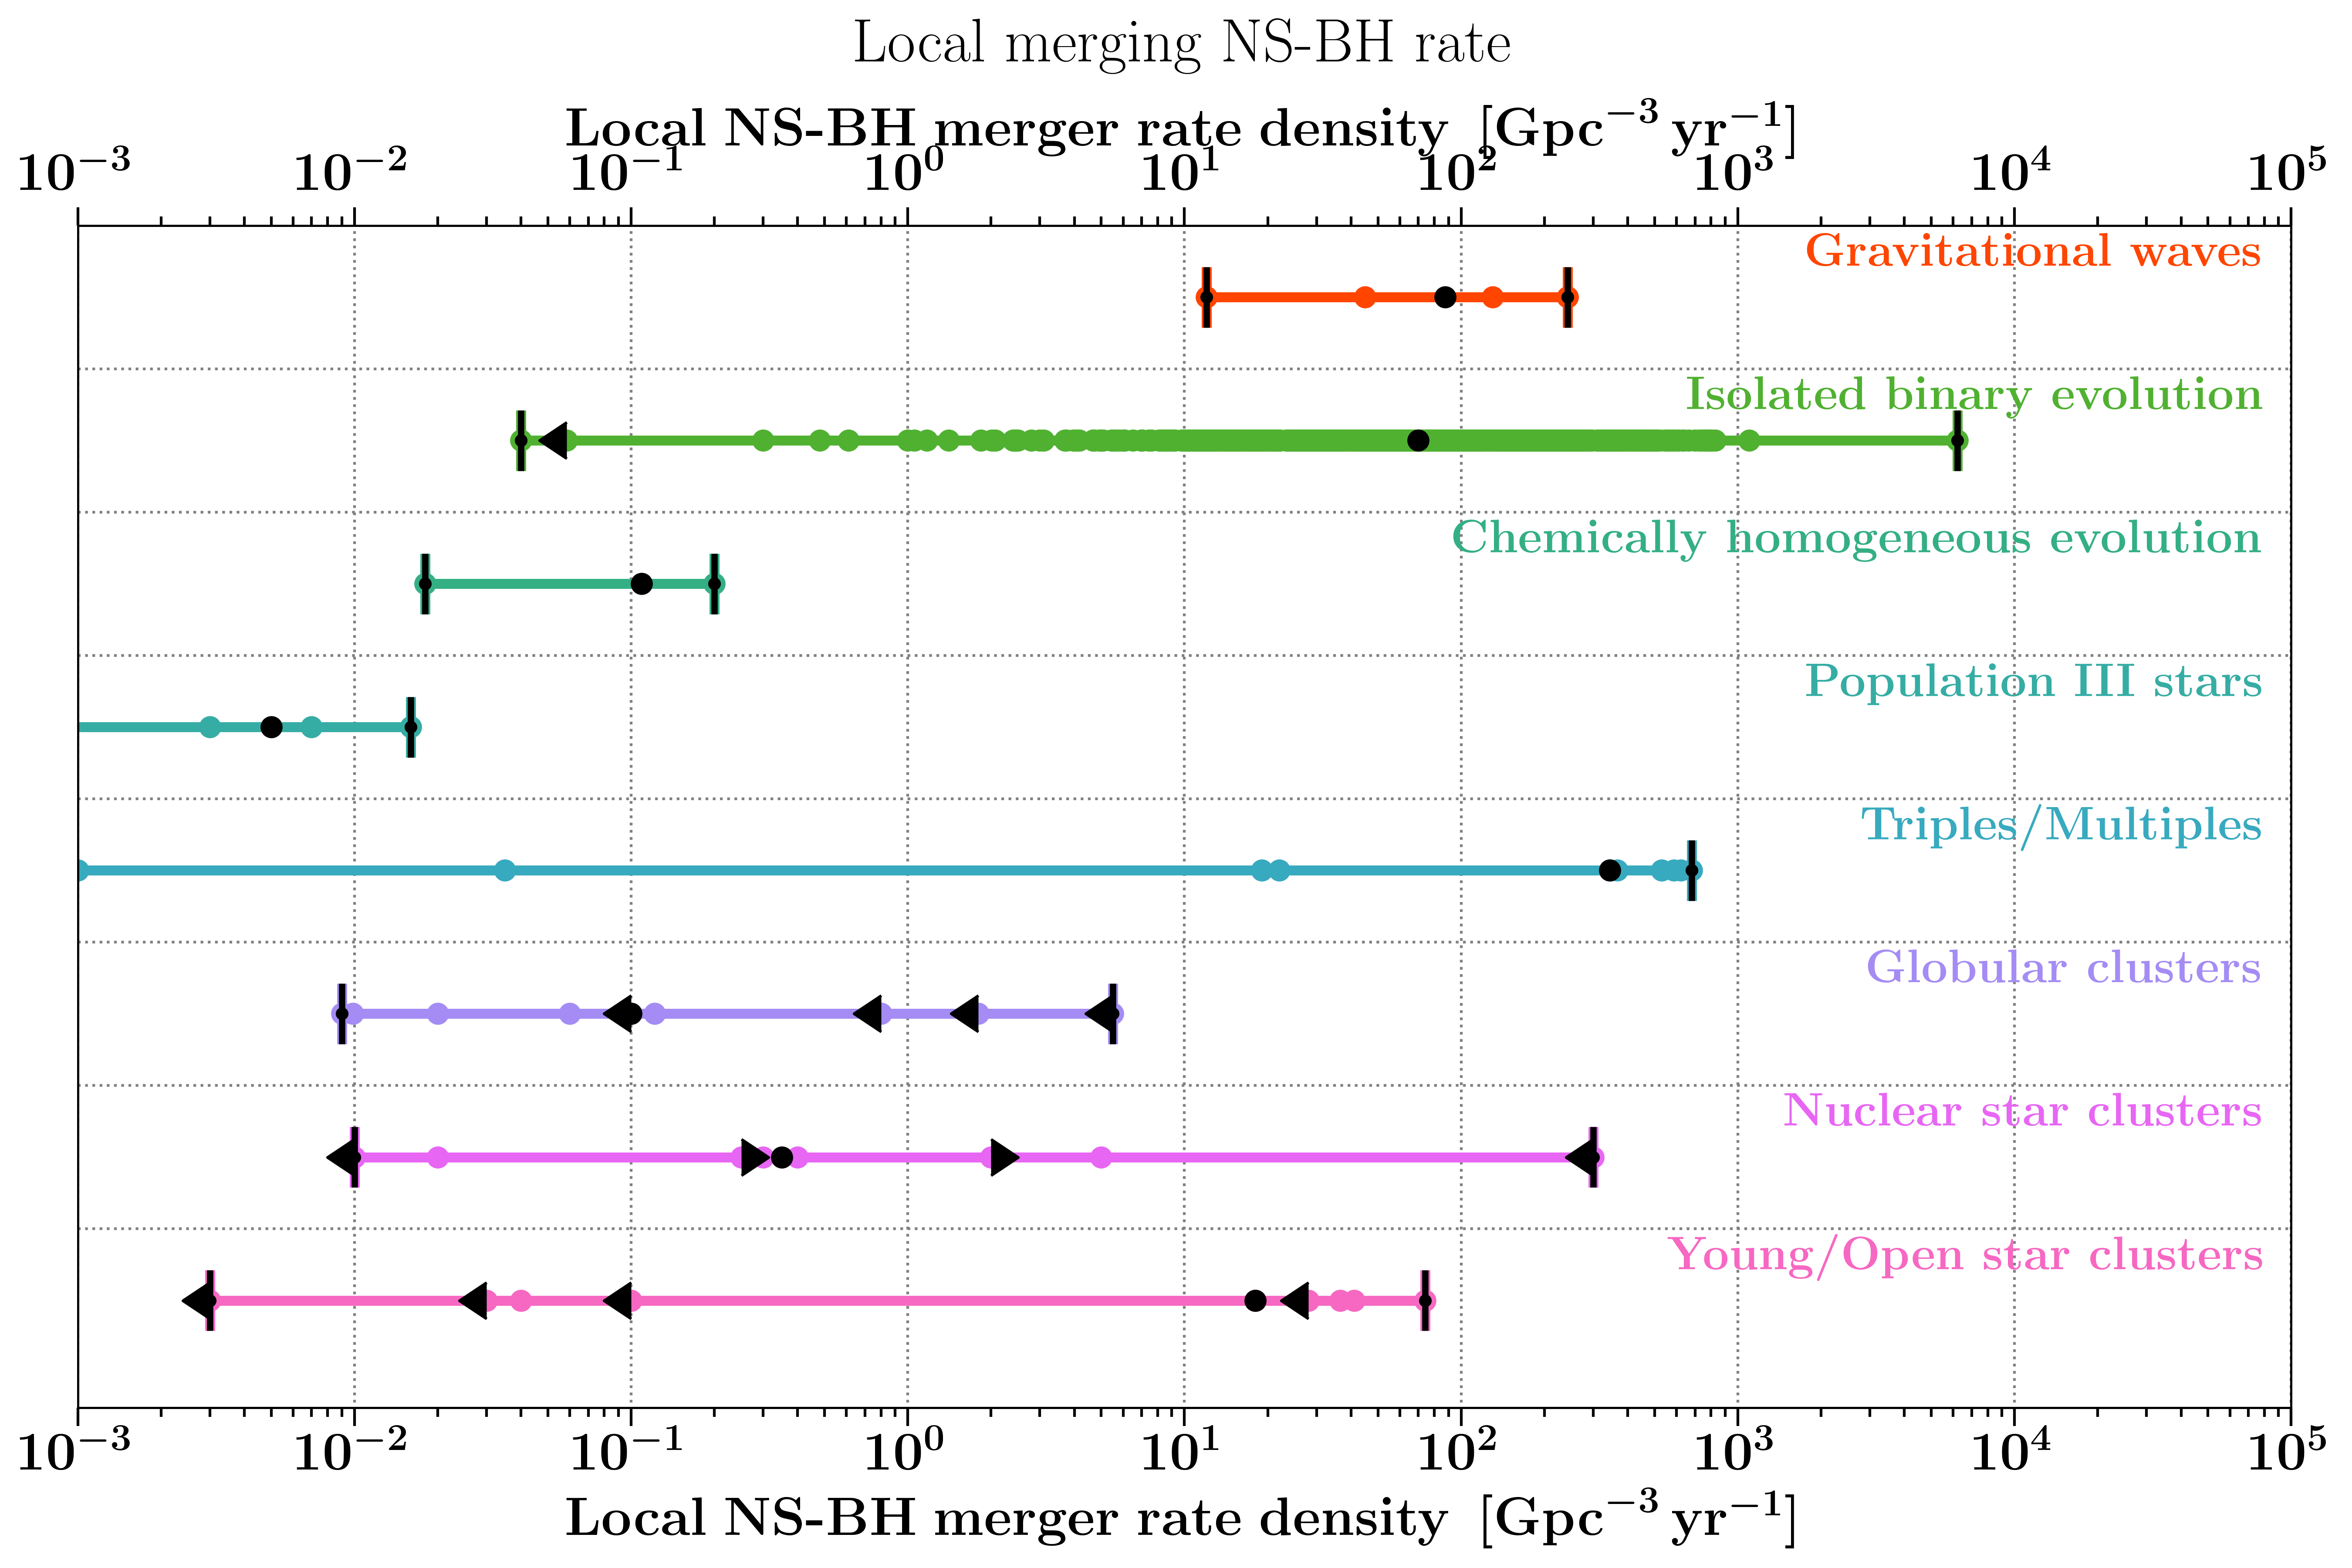 Local merging NS-BH rate
Local NS-BH merger rate density [Gpc⁻³ yr⁻¹]
10⁻³ 10⁻² 10⁻¹ 10⁰ 10¹ 10² 10³ 10⁴ 10⁵
Gravitational waves
Isolated binary evolution
Chemically homogeneous evolution
Population III stars
Triples/Multiples
Globular clusters
Nuclear star clusters
Young/Open star clusters
10⁻³ 10⁻² 10⁻¹ 10⁰ 10¹ 10² 10³ 10⁴ 10⁵
Local NS-BH merger rate density [Gpc⁻³ yr⁻¹]